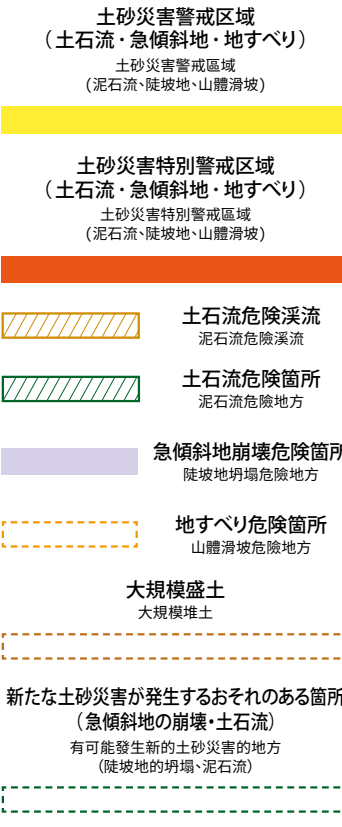 土砂災害警戒区域
（土石流・急傾斜地・地すべり）
土砂災害警戒區域
(泥石流、陡坡地、山體滑坡)
土砂災害特別警戒区域
（土石流・急傾斜地・地すべり）
土砂災害特別警戒區域
(泥石流、陡坡地、山體滑坡)
土石流危険渓流
泥石流危險溪流
土石流危険箇所
泥石流危險地方
急傾斜地崩壊危険箇所
陡坡地坍塌危險地方
地すべり危険箇所
山體滑坡危險地方
大規模盛土
大規模堆土
新たな土砂災害が発生するおそれのある箇所
（急傾斜地の崩壊・土石流）
有可能發生新的土砂災害的地方
(陡坡地的坍塌、泥石流)